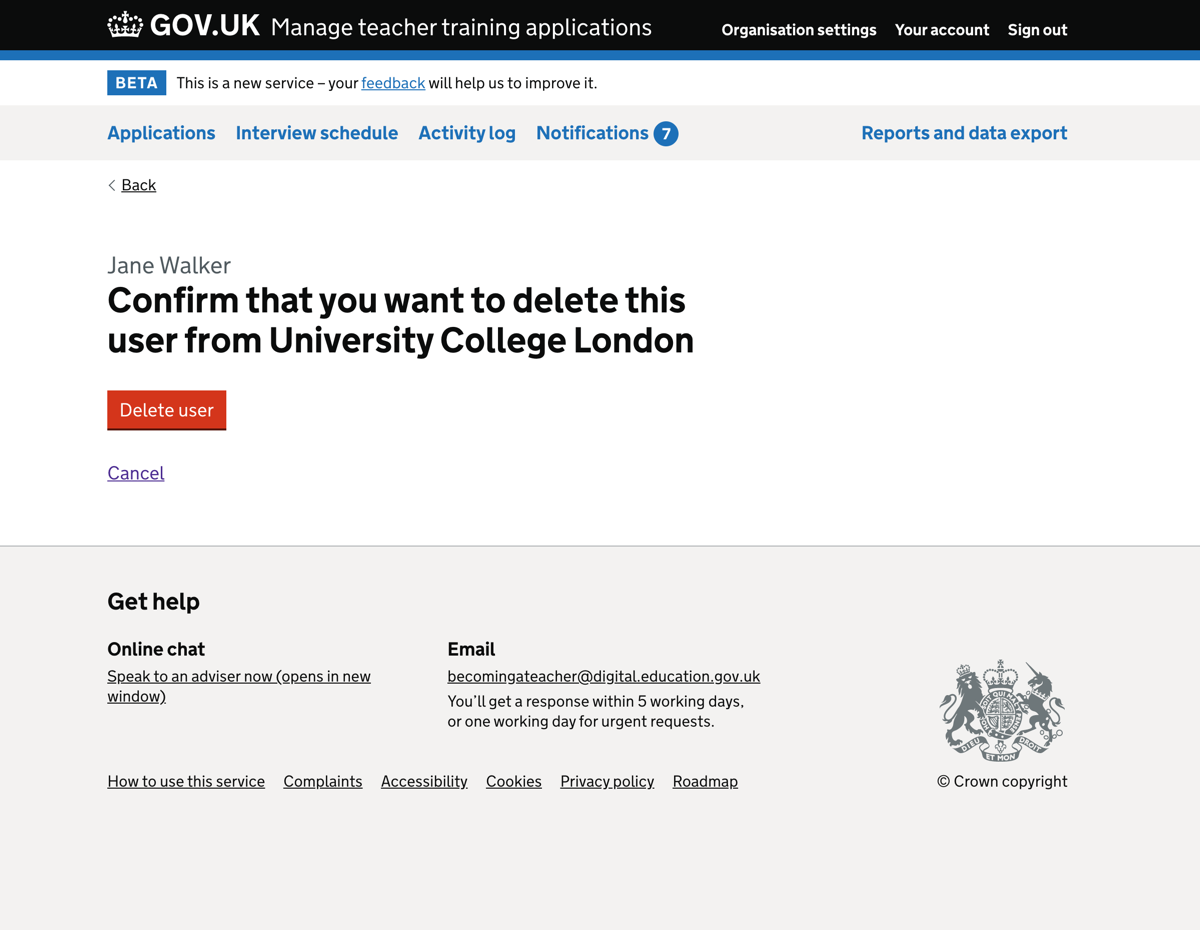 GOV.UK Manage teacher training applications
Organisation settings Your account Sign out
BETA This is a new service – your feedback will help us to improve it.
Applications Interview schedule Activity log Notifications 7 Reports and data export
Back
Jane Walker
Confirm that you want to delete this
user from University College London
Delete user
Cancel
Get help
Online chat
Speak to an adviser now (opens in new
window)
Email
becomingateacher@digital.education.gov.uk
You’ll get a response within 5 working days,
or one working day for urgent requests.
DIEU ET MON DROIT
How to use this service Complaints Accessibility Cookies Privacy policy Roadmap
© Crown copyright